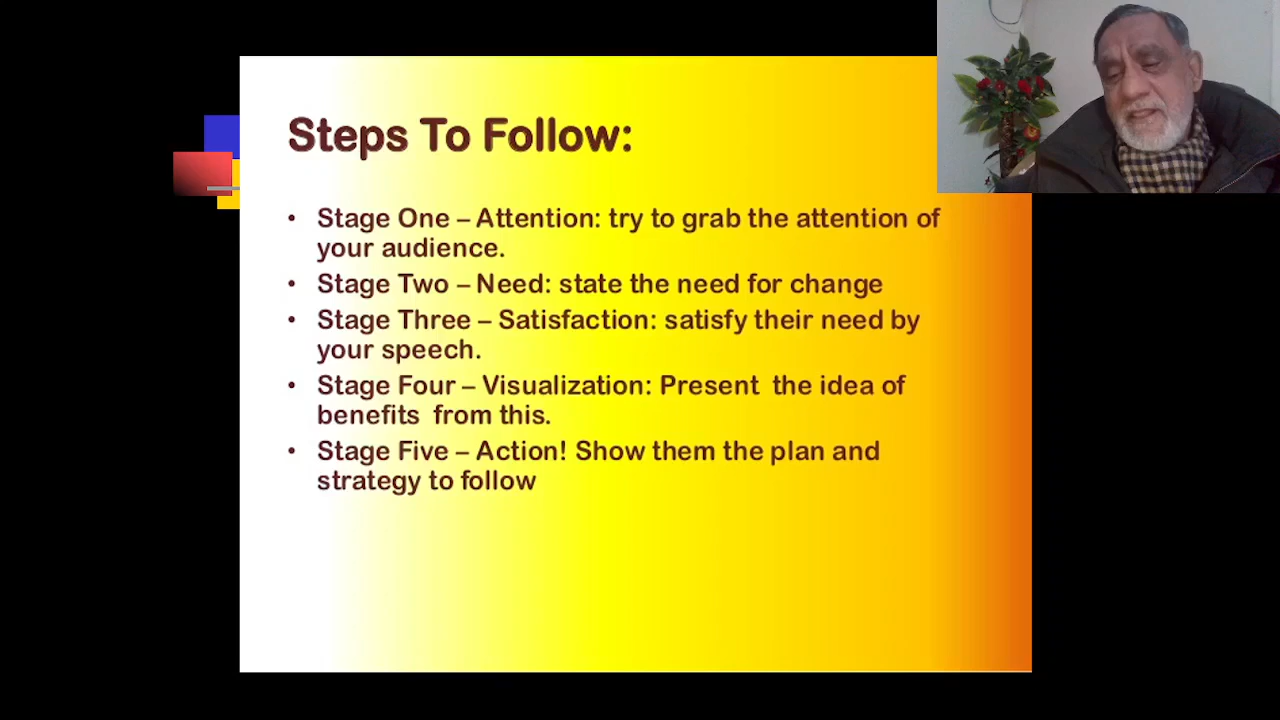 Steps To Follow:
• Stage One – Attention: try to grab the attention of
your audience.
• Stage Two – Need: state the need for change
• Stage Three – Satisfaction: satisfy their need by
your speech.
• Stage Four – Visualization: Present  the idea of
benefits  from this.
• Stage Five – Action! Show them the plan and
strategy to follow